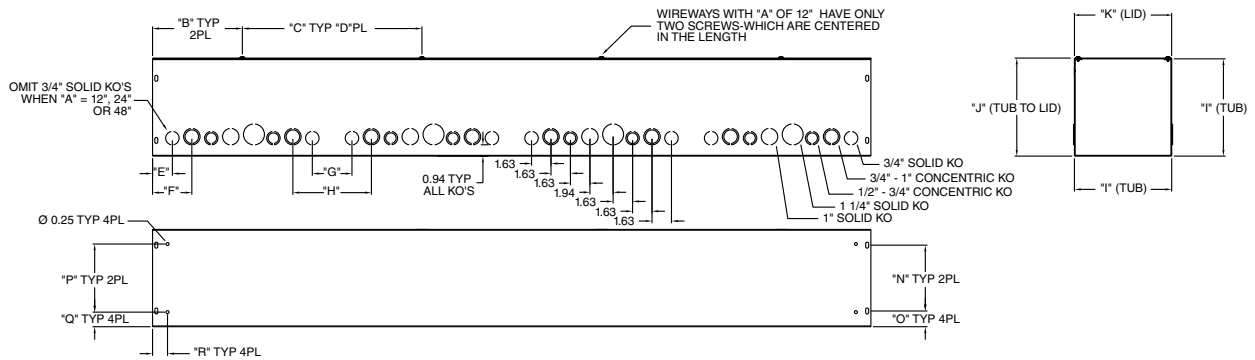 "B" TYP
2PL
"C" TYP "D"PL
WIREWAYS WITH "A" OF 12" HAVE ONLY
TWO SCREWS-WHICH ARE CENTERED
IN THE LENGTH
"K" (LID)
OMIT 3/4" SOLID KO'S
WHEN "A" = 12", 24"
OR 48"
"J" (TUB TO LID)
"I" (TUB)
"E"
"F"
"G"
"H"
0.94 TYP
ALL KO'S
1.63
1.63
1.63
1.94
1.63
1.63
1.63
3/4" SOLID KO
3/4" - 1" CONCENTRIC KO
1/2" - 3/4" CONCENTRIC KO
1 1/4" SOLID KO
1" SOLID KO
"I" (TUB)
Ø 0.25 TYP 4PL
"P" TYP 2PL
"Q" TYP 4PL
"R" TYP 4PL
"N" TYP 2PL
"O" TYP 4PL